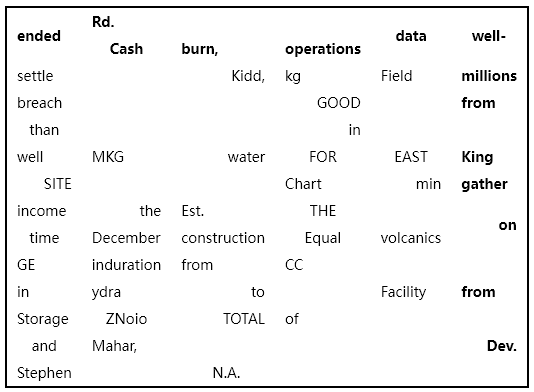 ended Rd. data well-
Cash burn, operations
settle Kidd, kg Field millions
breach GOOD from
than in
well MKG water FOR EAST King
SITE Chart min gather
income the Est. THE
on
time December construction Equal volcanics
GE induration from CC
in ydra to Facility from
Storage ZNoio TOTAL of
and Mahar, Dev.
Stephen N.A.